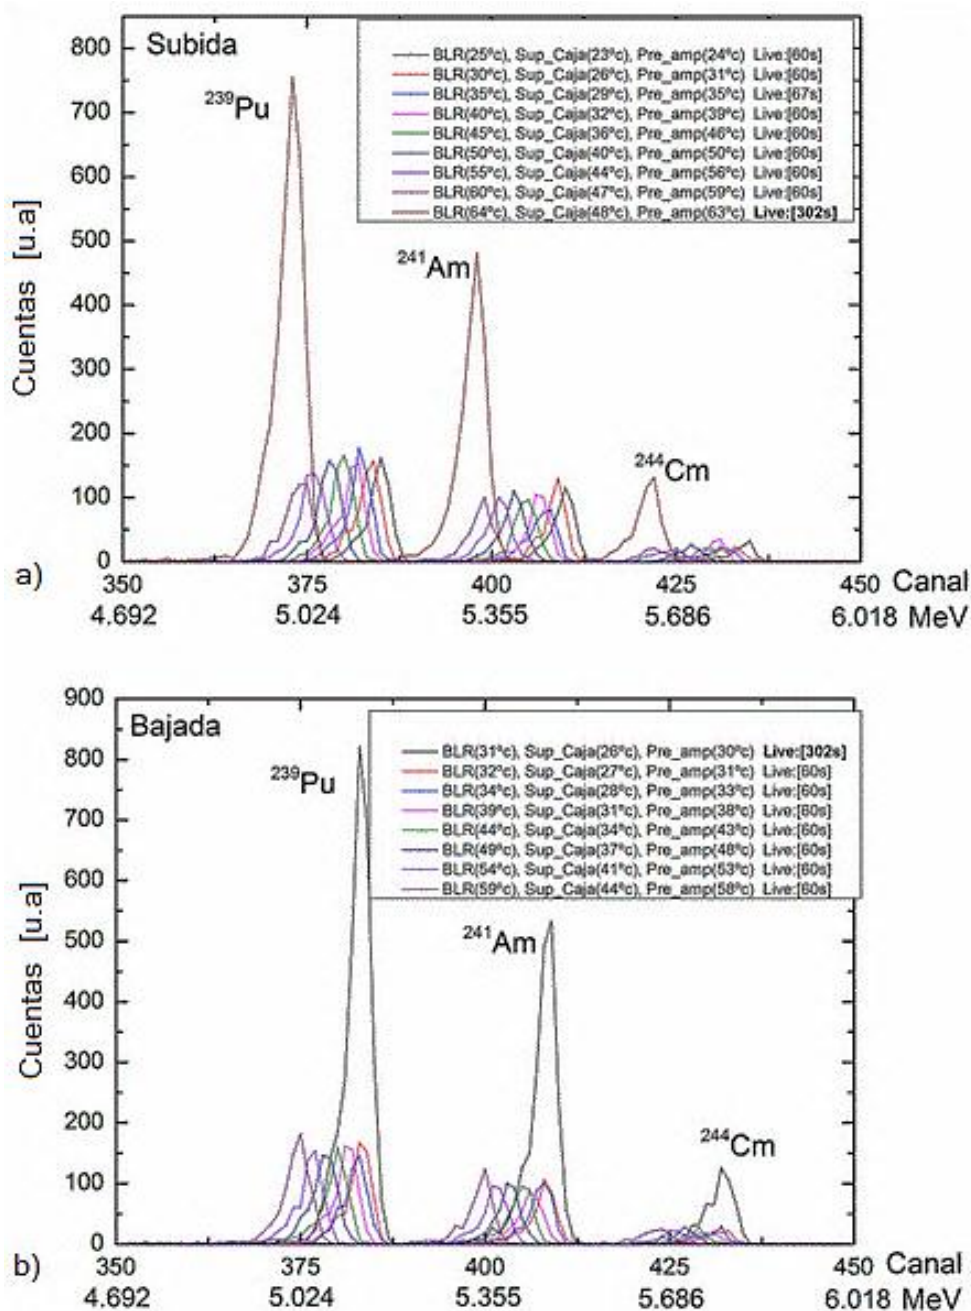 Subida
BLR(25ºc), Sup_Caja(23ºc), Pre_amp(24ºc) Live:[60s]
BLR(30ºc), Sup_Caja(26ºc), Pre_amp(31ºc) Live:[60s]
BLR(35ºc), Sup_Caja(29ºc), Pre_amp(35ºc) Live:[67s]
BLR(40ºc), Sup_Caja(32ºc), Pre_amp(39ºc) Live:[60s]
BLR(45ºc), Sup_Caja(36ºc), Pre_amp(46ºc) Live:[60s]
BLR(50ºc), Sup_Caja(40ºc), Pre_amp(50ºc) Live:[60s]
BLR(55ºc), Sup_Caja(44ºc), Pre_amp(56ºc) Live:[60s]
BLR(60ºc), Sup_Caja(47ºc), Pre_amp(59ºc) Live:[60s]
BLR(64ºc), Sup_Caja(48ºc), Pre_amp(63ºc) Live:[302s]
²³⁹Pu
²⁴¹Am
²⁴⁴Cm
Cuentas [u.a]
800
700
600
500
400
300
200
100
0
a)
350 375 400 425 450 Canal
4.692 5.024 5.355 5.686 6.018 MeV
Bajada
BLR(31ºc), Sup_Caja(26ºc), Pre_amp(30ºc) Live:[302s]
BLR(32ºc), Sup_Caja(27ºc), Pre_amp(31ºc) Live:[60s]
BLR(34ºc), Sup_Caja(28ºc), Pre_amp(33ºc) Live:[60s]
BLR(39ºc), Sup_Caja(31ºc), Pre_amp(38ºc) Live:[60s]
BLR(44ºc), Sup_Caja(34ºc), Pre_amp(43ºc) Live:[60s]
BLR(49ºc), Sup_Caja(37ºc), Pre_amp(48ºc) Live:[60s]
BLR(54ºc), Sup_Caja(41ºc), Pre_amp(53ºc) Live:[60s]
BLR(59ºc), Sup_Caja(44ºc), Pre_amp(58ºc) Live:[60s]
²³⁹Pu
²⁴¹Am
²⁴⁴Cm
Cuentas [u.a]
900
800
700
600
500
400
300
200
100
0
b)
350 375 400 425 450 Canal
4.692 5.024 5.355 5.686 6.018 MeV